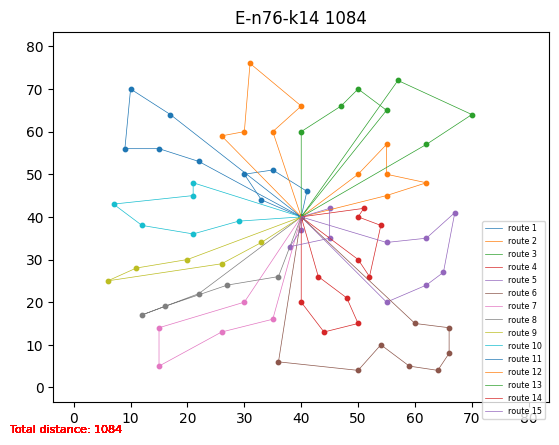 E-n76-k14 1084
80
70
60
50
40
30
20
10
0
0 10 20 30 40 50 60 70 80
route 1
route 2
route 3
route 4
route 5
route 6
route 7
route 8
route 9
route 10
route 11
route 12
route 13
route 14
route 15
Total distance: 1084